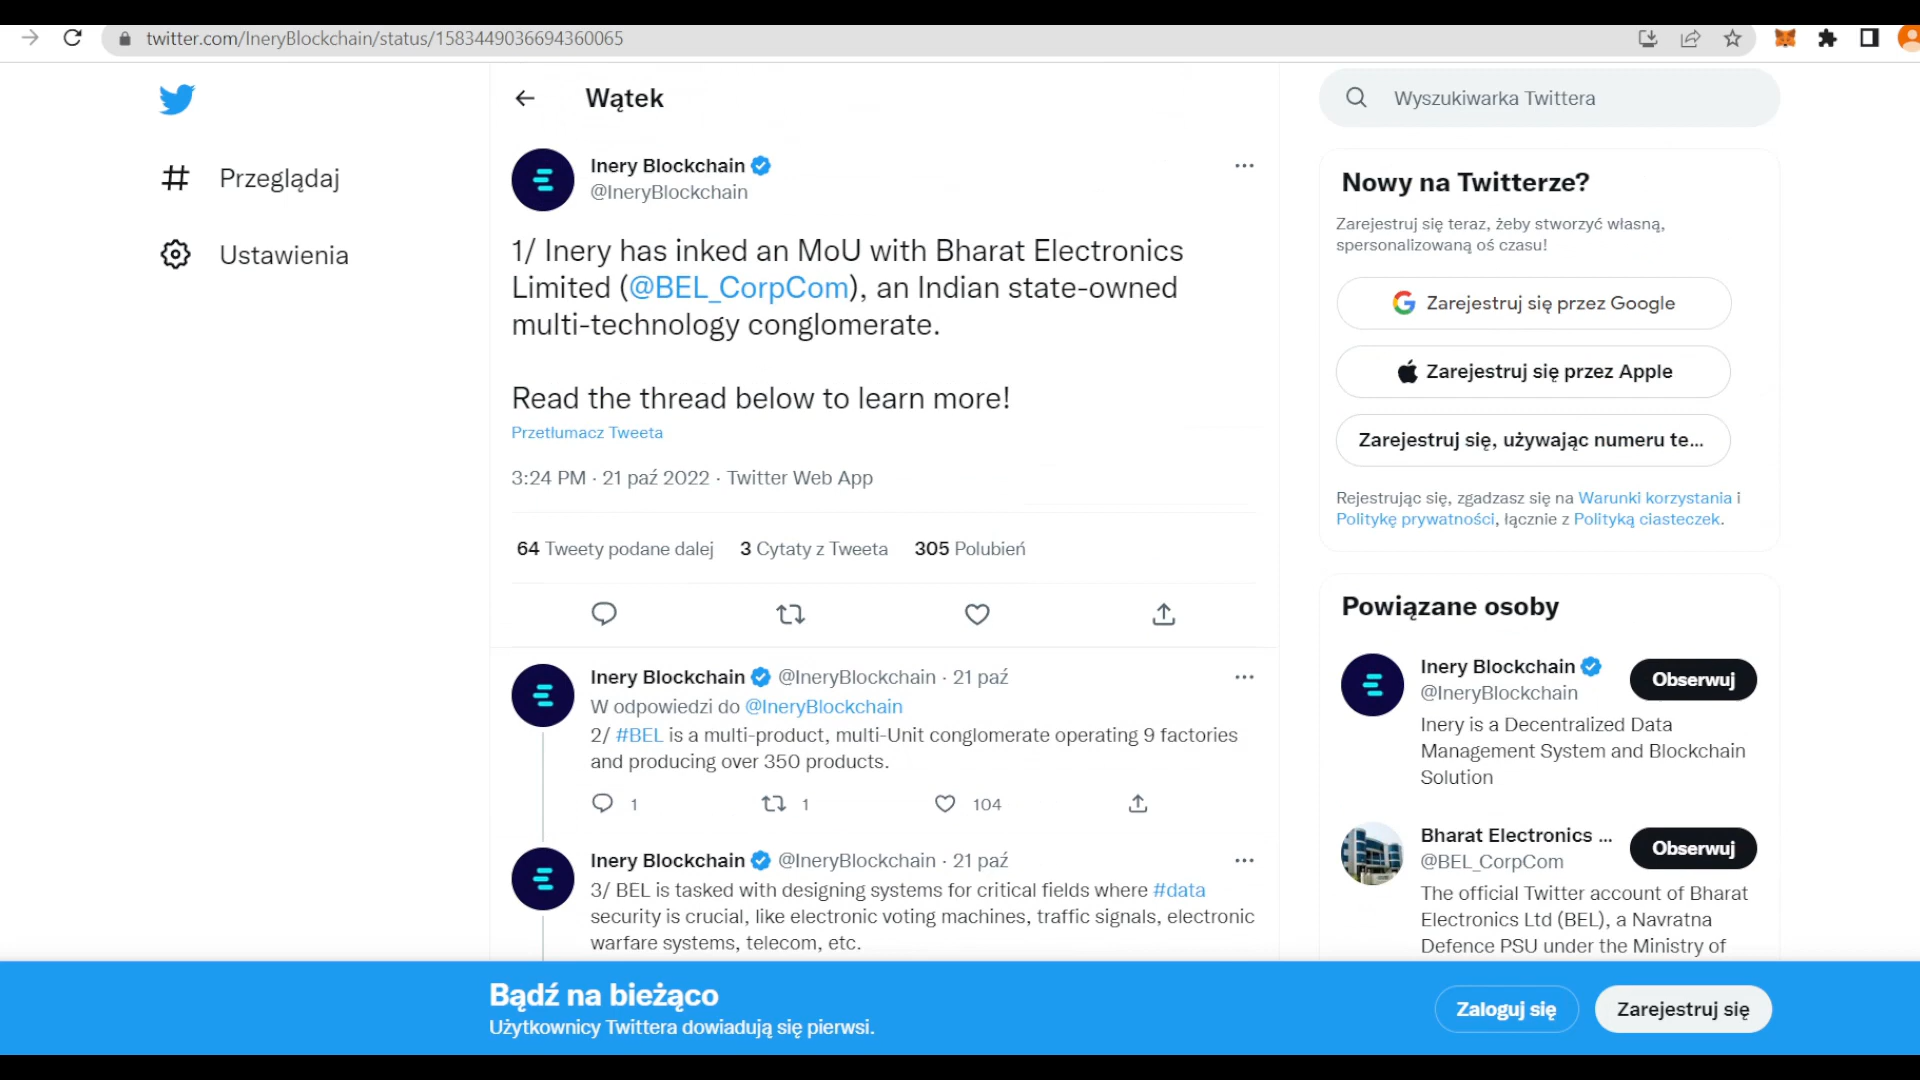 twitter.com/IneryBlockchain/status/1583449036694360065
Przeglądaj
Ustawienia
Wątek
Inery Blockchain
@IneryBlockchain
1/ Inery has inked an MoU with Bharat Electronics
Limited (@BEL_CorpCom), an Indian state-owned
multi-technology conglomerate.
Read the thread below to learn more!
Przetłumacz Tweeta
3:24 PM · 21 paź 2022 · Twitter Web App
64 Tweety podane dalej 3 Cytaty z Tweeta 305 Polubień
Inery Blockchain @IneryBlockchain · 21 paź
W odpowiedzi do @IneryBlockchain
2/ #BEL is a multi-product, multi-Unit conglomerate operating 9 factories
and producing over 350 products.
1 1 104
Inery Blockchain @IneryBlockchain · 21 paź
3/ BEL is tasked with designing systems for critical fields where #data
security is crucial, like electronic voting machines, traffic signals, electronic
warfare systems, telecom, etc.
Wyszukiwarka Twittera
Nowy na Twitterze?
Zarejestruj się teraz, żeby stworzyć własną,
spersonalizowaną oś czasu!
Zarejestruj się przez Google
Zarejestruj się przez Apple
Zarejestruj się, używając numeru te...
Rejestrując się, zgadzasz się na Warunki korzystania i
Politykę prywatności, łącznie z Polityką ciasteczek.
Powiązane osoby
Inery Blockchain
@IneryBlockchain
Obserwuj
Inery is a Decentralized Data
Management System and Blockchain
Solution
Bharat Electronics ...
@BEL_CorpCom
Obserwuj
The official Twitter account of Bharat
Electronics Ltd (BEL), a Navratna
Defence PSU under the Ministry of
Bądź na bieżąco
Użytkownicy Twittera dowiadują się pierwsi.
Zaloguj się
Zarejestruj się